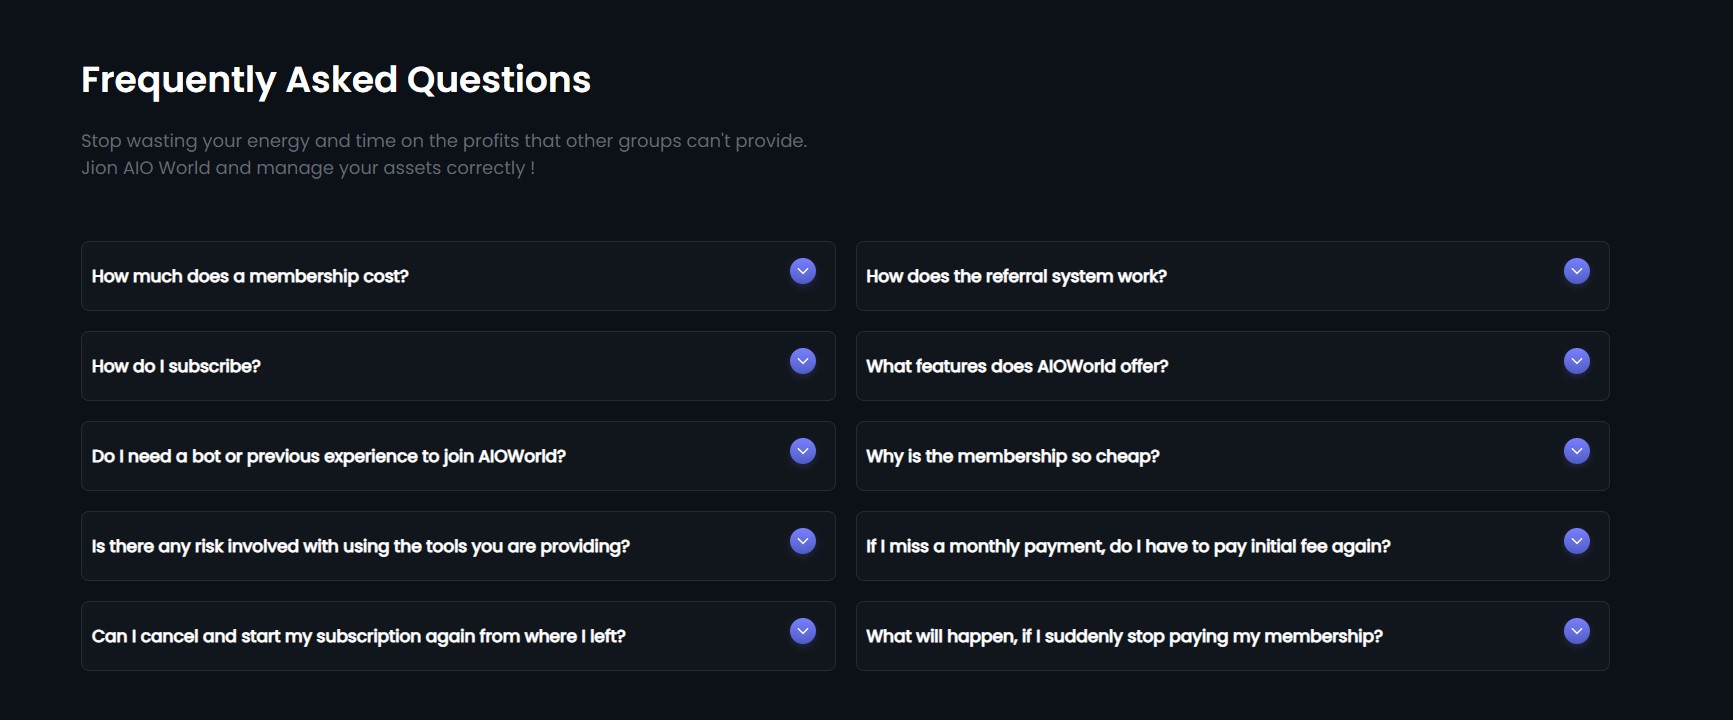 Frequently Asked Questions
Stop wasting your energy and time on the profits that other groups can't provide.
Jion AIO World and manage your assets correctly !
How much does a membership cost?
How does the referral system work?
How do I subscribe?
What features does AIOWorld offer?
Do I need a bot or previous experience to join AIOWorld?
Why is the membership so cheap?
Is there any risk involved with using the tools you are providing?
If I miss a monthly payment, do I have to pay initial fee again?
Can I cancel and start my subscription again from where I left?
What will happen, if I suddenly stop paying my membership?